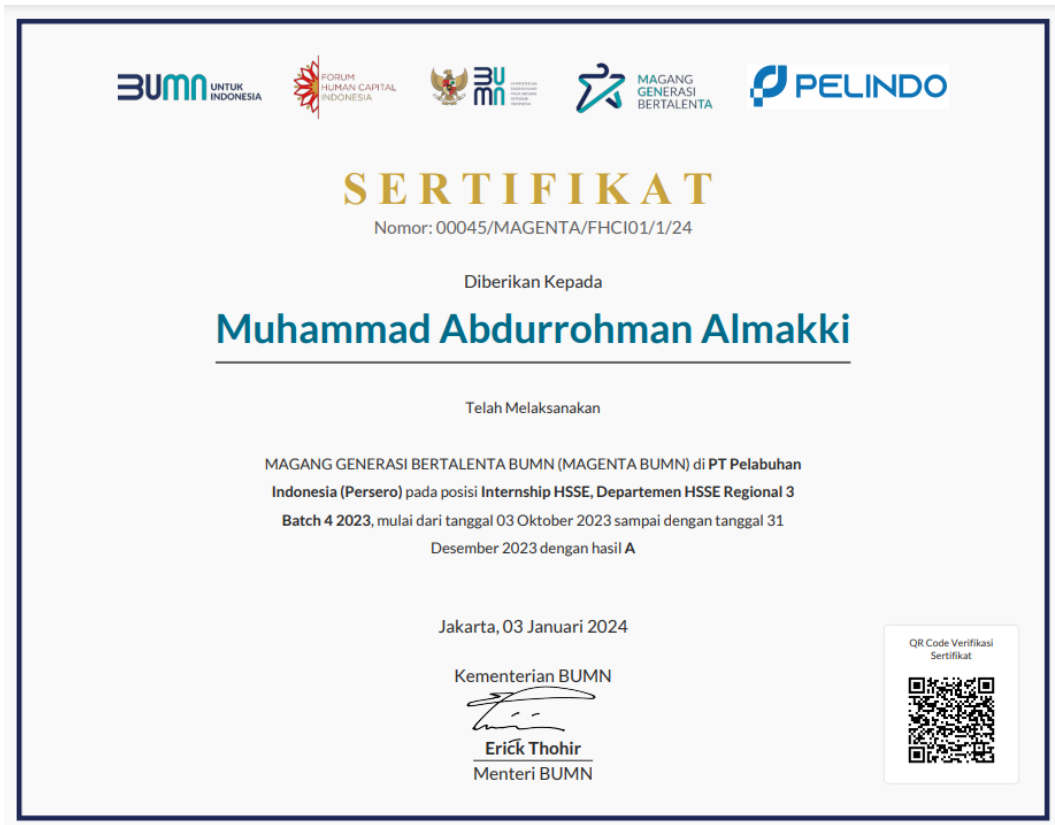 BUMN UNTUK INDONESIA
FORUM HUMAN CAPITAL INDONESIA
BUMN
MAGANG GENERASI BERTALENTA
PELINDO
SERTIFIKAT
Nomor: 00045/MAGENTA/FHCI01/1/24
Diberikan Kepada
Muhammad Abdurrohman Almakki
Telah Melaksanakan
MAGANG GENERASI BERTALENTA BUMN (MAGENTA BUMN) di PT Pelabuhan
Indonesia (Persero) pada posisi Internship HSSE, Departemen HSSE Regional 3
Batch 4 2023, mulai dari tanggal 03 Oktober 2023 sampai dengan tanggal 31
Desember 2023 dengan hasil A
Jakarta, 03 Januari 2024
Kementerian BUMN
Erick Thohir
Menteri BUMN
QR Code Verifikasi
Sertifikat